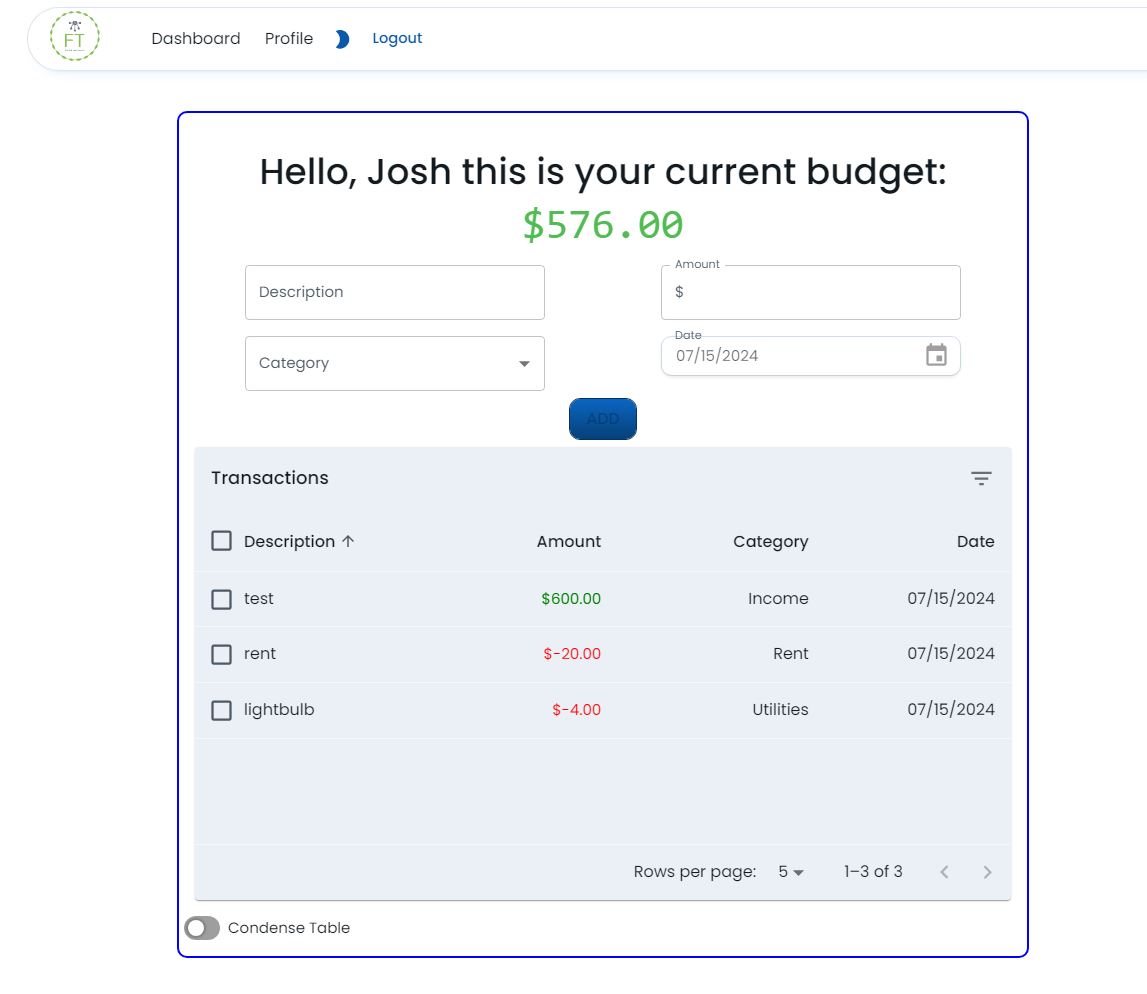 FT
Dashboard Profile Logout
Hello, Josh this is your current budget:
$576.00
Description
Amount
$
Category
Date
07/15/2024
ADD
Transactions
Description Amount Category Date
test $600.00 Income 07/15/2024
rent $-20.00 Rent 07/15/2024
lightbulb $-4.00 Utilities 07/15/2024
Rows per page: 5 1–3 of 3
Condense Table